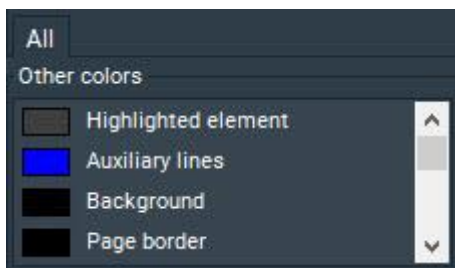 All
Other colors
Highlighted element
Auxiliary lines
Background
Page border